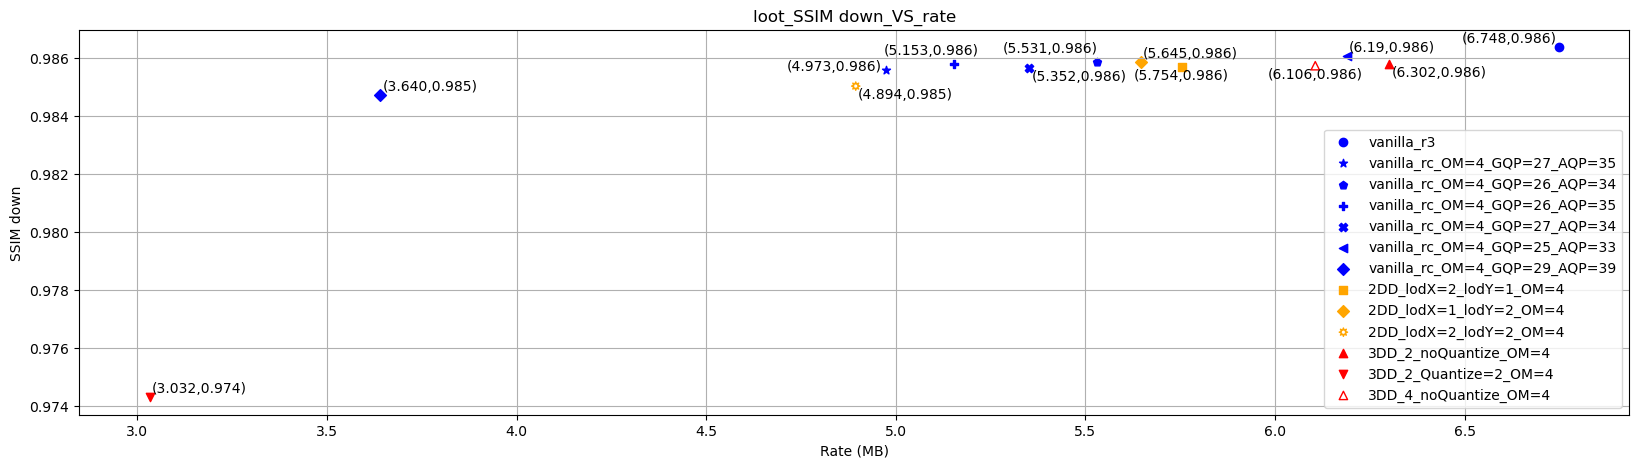 loot_SSIM down_VS_rate
SSIM down
0.986
0.984
0.982
0.980
0.978
0.976
0.974
(3.032,0.974)
(3.640,0.985)
(4.973,0.986)
(4.894,0.985)
(5.153,0.986)
(5.352,0.986)
(5.531,0.986)
(5.645,0.986)
(5.754,0.986)
(6.106,0.986)
(6.19,0.986)
(6.302,0.986)
(6.748,0.986)
vanilla_r3
vanilla_rc_OM=4_GQP=27_AQP=35
vanilla_rc_OM=4_GQP=26_AQP=34
vanilla_rc_OM=4_GQP=26_AQP=35
vanilla_rc_OM=4_GQP=27_AQP=34
vanilla_rc_OM=4_GQP=25_AQP=33
vanilla_rc_OM=4_GQP=29_AQP=39
2DD_lodX=2_lodY=1_OM=4
2DD_lodX=1_lodY=2_OM=4
2DD_lodX=2_lodY=2_OM=4
3DD_2_noQuantize_OM=4
3DD_2_Quantize=2_OM=4
3DD_4_noQuantize_OM=4
3.0
3.5
4.0
4.5
5.0
5.5
6.0
6.5
Rate (MB)